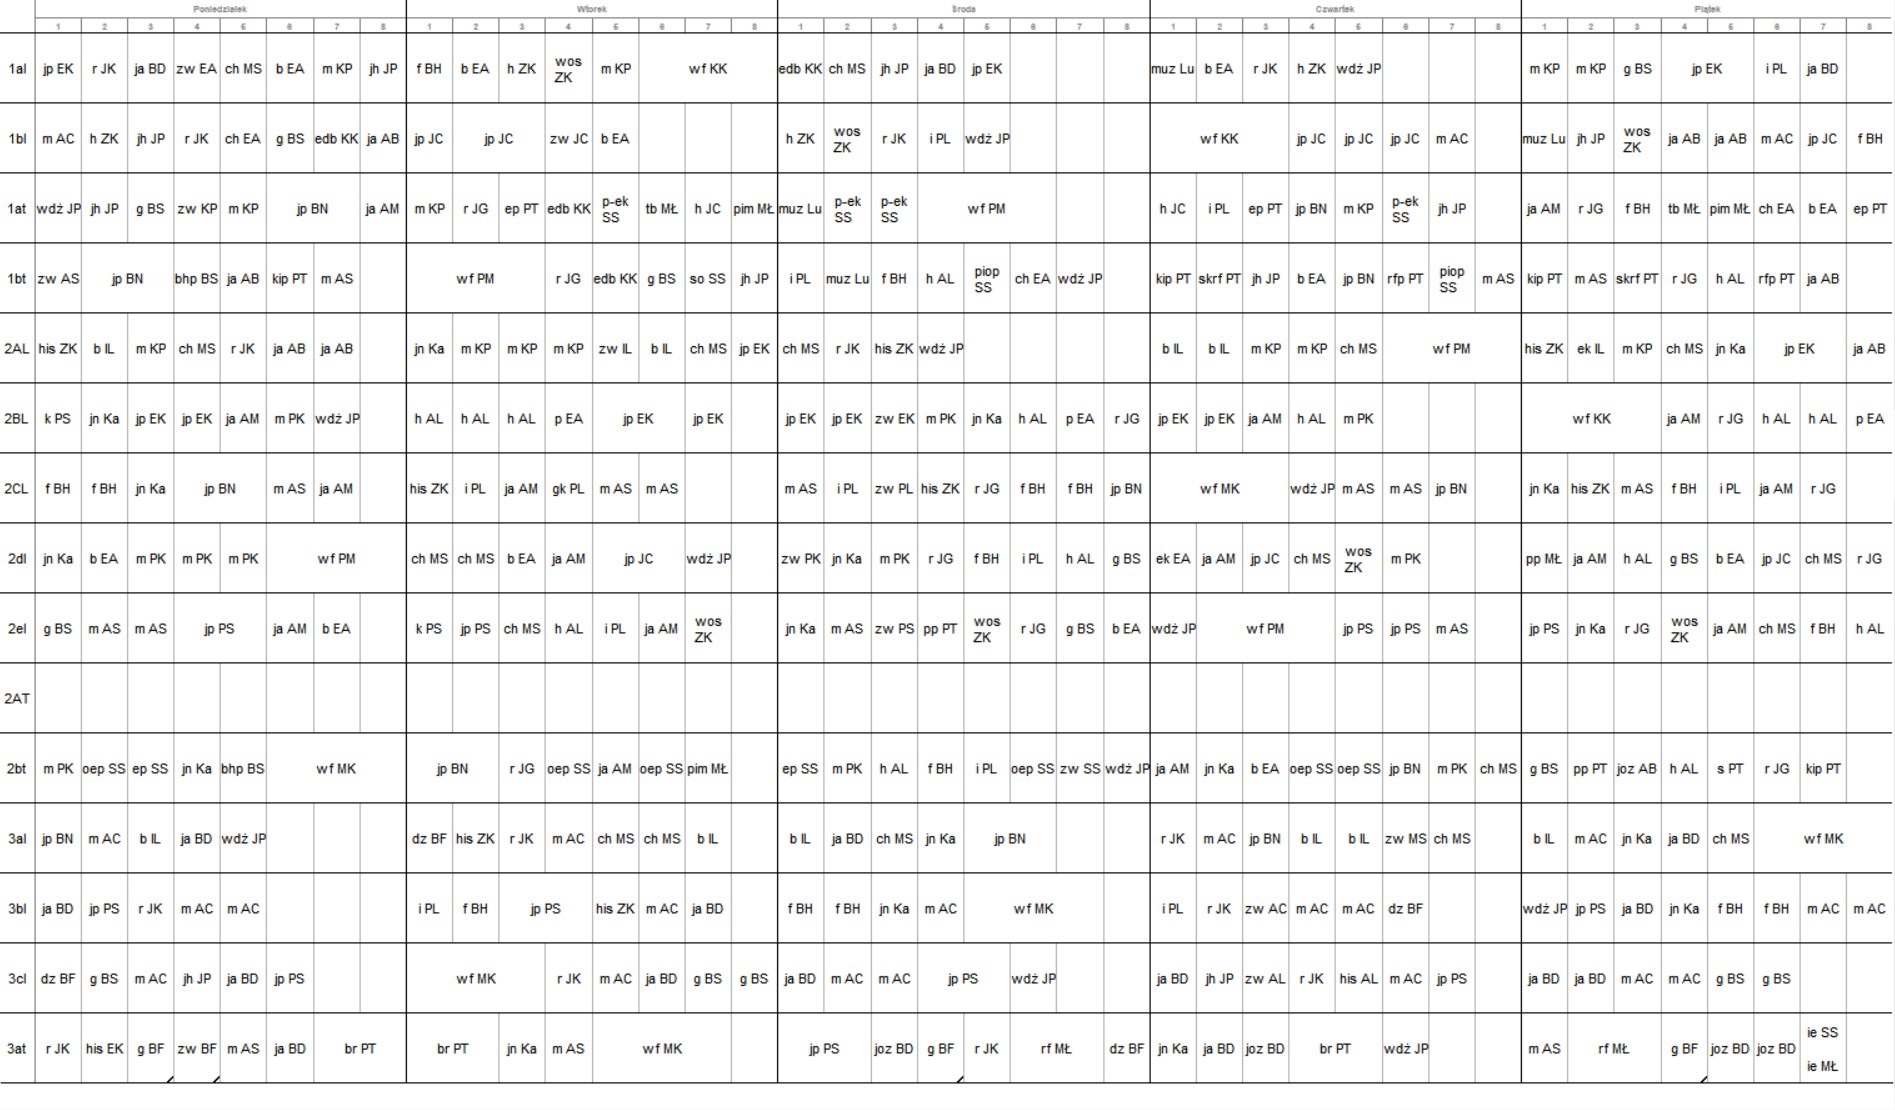 Poniedziałek Wtorek Środa Czwartek Piątek
1 2 3 4 5 6 7 8 1 2 3 4 5 6 7 8 1 2 3 4 5 6 7 8 1 2 3 4 5 6 7 8 1 2 3 4 5 6 7 8
1al jp EK r JK ja BD zw EA ch MS b EA m KP jh JP f BH b EA h ZK wos ZK m KP wf KK edb KK ch MS jh JP ja BD jp EK muz Lu b EA r JK h ZK wdż JP m KP m KP g BS jp EK i PL ja BD
1bl m AC h ZK jh JP r JK ch EA g BS edb KK ja AB jp JC jp JC zw JC b EA h ZK wos ZK r JK i PL wdż JP wf KK jp JC jp JC jp JC m AC muz Lu jh JP wos ZK ja AB ja AB m AC jp JC f BH
1at wdż JP jh JP g BS zw KP m KP jp BN ja AM m KP r JG ep PT edb KK p-ek SS tb MŁ h JC pim MŁ muz Lu p-ek SS p-ek SS wf PM h JC i PL ep PT jp BN m KP p-ek SS jh JP ja AM r JG f BH tb MŁ pim MŁ ch EA b EA ep PT
1bt zw AS jp BN bhp BS ja AB kip PT m AS wf PM r JG edb KK g BS so SS jh JP i PL muz Lu f BH h AL piop SS ch EA wdż JP kip PT skrf PT jh JP b EA jp BN rfp PT piop SS m AS kip PT m AS skrf PT r JG h AL rfp PT ja AB
2AL his ZK b IL m KP ch MS r JK ja AB ja AB jn Ka m KP m KP m KP zw IL b IL ch MS jp EK ch MS r JK his ZK wdż JP b IL b IL m KP m KP ch MS wf PM his ZK ek IL m KP ch MS jn Ka jp EK ja AB
2BL k PS jn Ka jp EK jp EK ja AM m PK wdż JP h AL h AL h AL p EA jp EK jp EK jp EK jp EK zw EK m PK jn Ka h AL p EA r JG jp EK jp EK ja AM h AL m PK wf KK ja AM r JG h AL h AL p EA
2CL f BH f BH jn Ka jp BN m AS ja AM his ZK i PL ja AM gk PL m AS m AS m AS i PL zw PL his ZK r JG f BH f BH jp BN wf MK wdż JP m AS m AS jp BN jn Ka his ZK m AS f BH i PL ja AM r JG
2dl jn Ka b EA m PK m PK m PK wf PM ch MS ch MS b EA ja AM jp JC wdż JP zw PK jn Ka m PK r JG f BH i PL h AL g BS ek EA ja AM jp JC ch MS wos ZK m PK pp MŁ ja AM h AL g BS b EA jp JC ch MS r JG
2el g BS m AS m AS jp PS ja AM b EA k PS jp PS ch MS h AL i PL ja AM wos ZK jn Ka m AS zw PS pp PT wos ZK r JG g BS b EA wdż JP wf PM jp PS jp PS m AS jp PS jn Ka r JG wos ZK ja AM ch MS f BH h AL
2AT
2bt m PK oep SS ep SS jn Ka bhp BS wf MK jp BN r JG oep SS ja AM oep SS pim MŁ ep SS m PK h AL f BH i PL oep SS zw SS wdż JP ja AM jn Ka b EA oep SS oep SS jp BN m PK ch MS g BS pp PT joz AB h AL s PT r JG kip PT
3al jp BN m AC b IL ja BD wdż JP dz BF his ZK r JK m AC ch MS ch MS b IL b IL ja BD ch MS jn Ka jp BN r JK m AC jp BN b IL b IL zw MS ch MS b IL m AC jn Ka ja BD ch MS wf MK
3bl ja BD jp PS r JK m AC m AC i PL f BH jp PS his ZK m AC ja BD f BH f BH jn Ka m AC wf MK i PL r JK zw AC m AC m AC dz BF wdż JP jp PS ja BD jn Ka f BH f BH m AC m AC
3cl dz BF g BS m AC jh JP ja BD jp PS wf MK r JK m AC ja BD g BS g BS ja BD m AC m AC jp PS wdż JP ja BD jh JP zw AL r JK his AL m AC jp PS ja BD ja BD m AC m AC g BS g BS
3at r JK his EK g BF zw BF m AS ja BD br PT br PT jn Ka m AS wf MK jp PS joz BD g BF r JK rf MŁ dz BF jn Ka ja BD joz BD br PT wdż JP m AS rf MŁ g BF joz BD joz BD ie SS ie MŁ